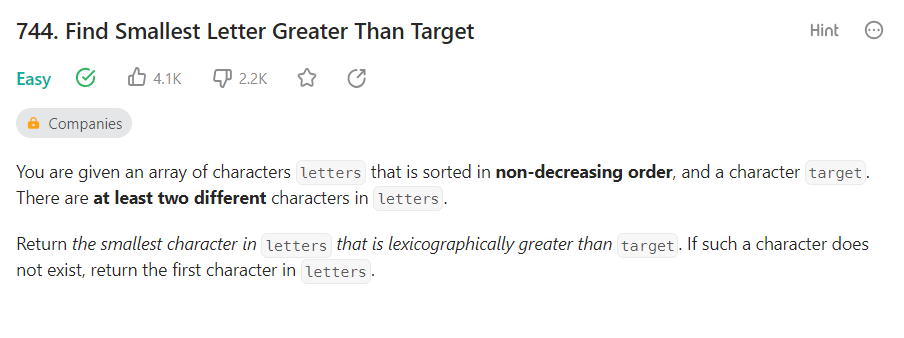 744. Find Smallest Letter Greater Than Target
Hint
Easy 4.1K 2.2K
Companies
You are given an array of characters letters that is sorted in non-decreasing order, and a character target.
There are at least two different characters in letters.
Return the smallest character in letters that is lexicographically greater than target. If such a character does
not exist, return the first character in letters.